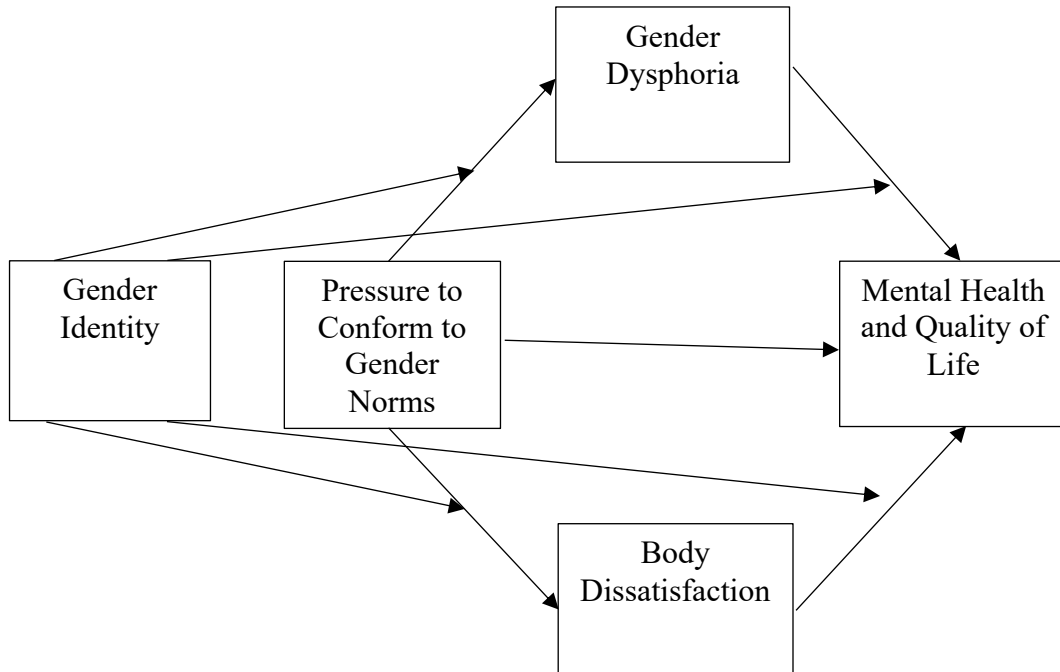 Gender
Dysphoria
Gender
Identity
Pressure to
Conform to
Gender
Norms
Mental Health
and Quality of
Life
Body
Dissatisfaction